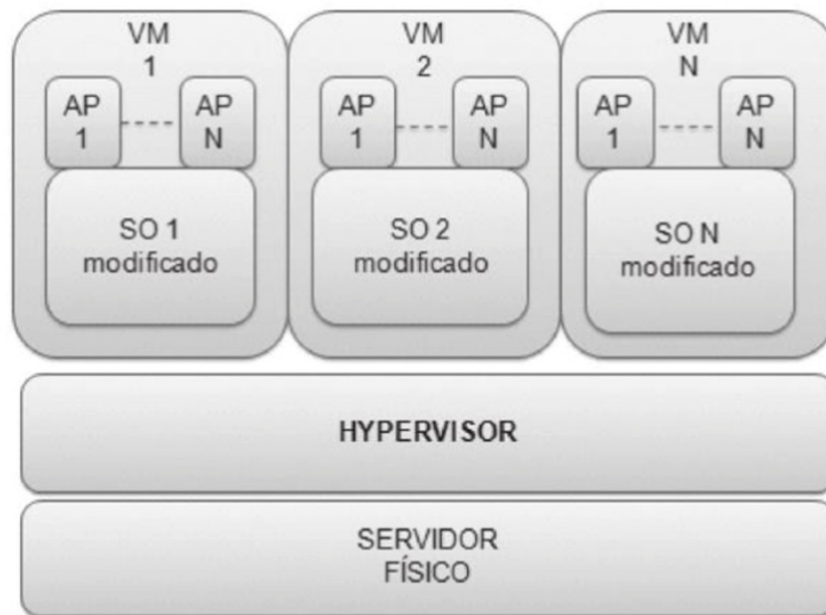 VM
1
VM
2
VM
N
AP
1
AP
N
AP
1
AP
N
AP
1
AP
N
SO 1
modificado
SO 2
modificado
SO N
modificado
HYPERVISOR
SERVIDOR
FÍSICO